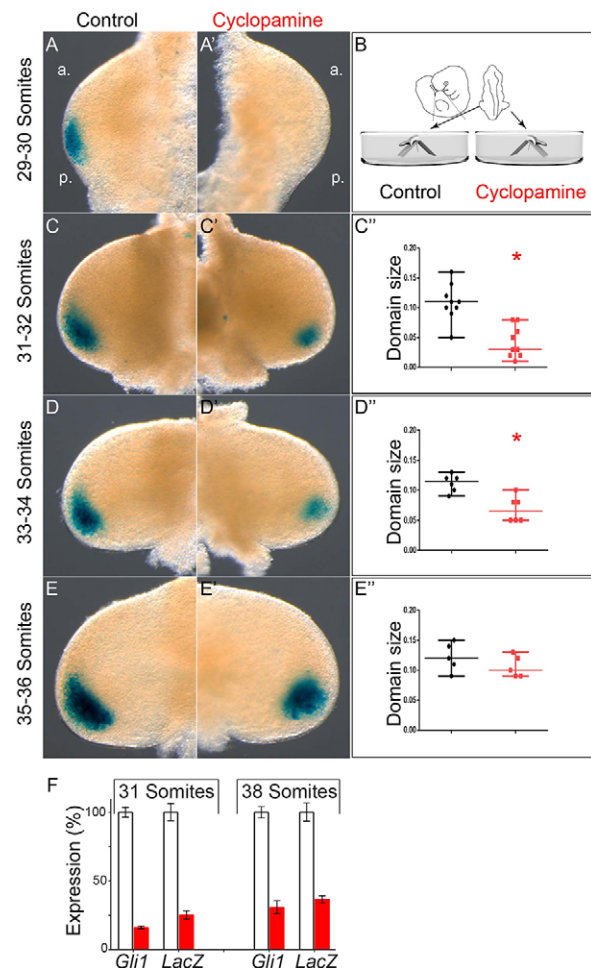 Control Cyclopamine
29-30 Somites
A A'
a. a.
p. p.
B
Control Cyclopamine
31-32 Somites
C C' C"
*
Domain size
0.20
0.15
0.10
0.05
0.00
33-34 Somites
D D' D"
*
Domain size
0.20
0.15
0.10
0.05
0.00
35-36 Somites
E E' E"
Domain size
0.20
0.15
0.10
0.05
0.00
F
31 Somites 38 Somites
Expression (%)
100
75
50
25
0
Gli1 LacZ Gli1 LacZ